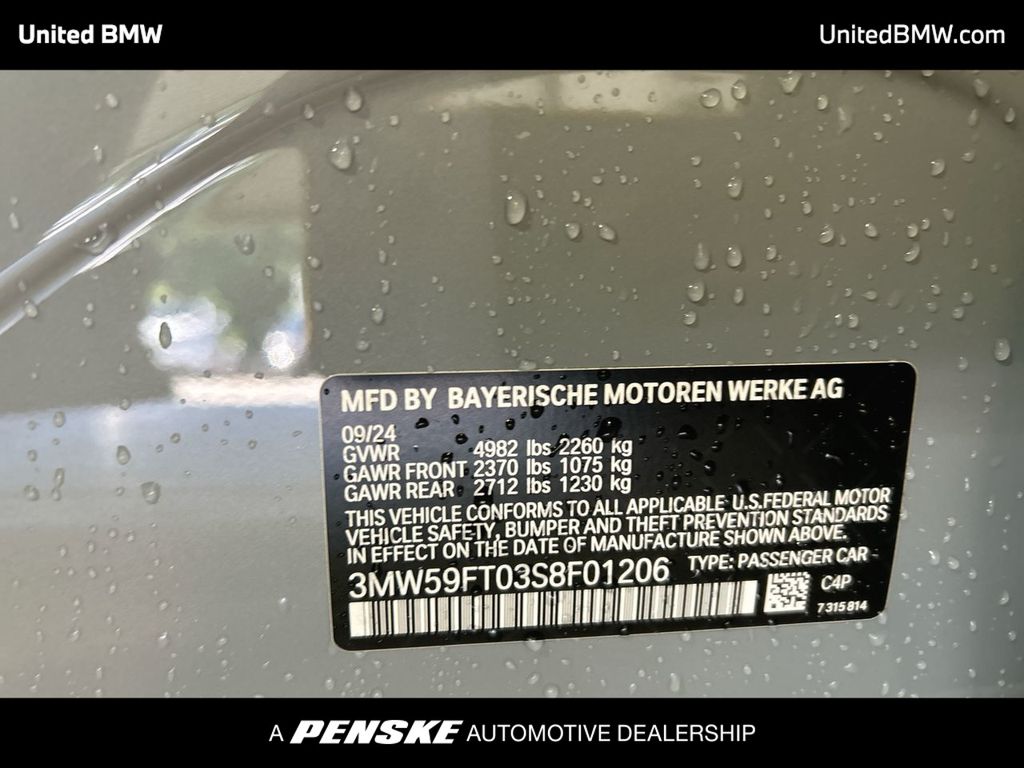 United BMW
UnitedBMW.com
MFD BY BAYERISCHE MOTOREN WERKE AG
09/24
GVWR 4982 lbs 2260 kg
GAWR FRONT 2370 lbs 1075 kg
GAWR REAR 2712 lbs 1230 kg
THIS VEHICLE CONFORMS TO ALL APPLICABLE U.S.FEDERAL MOTOR
VEHICLE SAFETY, BUMPER AND THEFT PREVENTION STANDARDS
IN EFFECT ON THE DATE OF MANUFACTURE SHOWN ABOVE.
TYPE: PASSENGER CAR
3MW59FT03S8F01206
C4P
7 315 814
A PENSKE AUTOMOTIVE DEALERSHIP